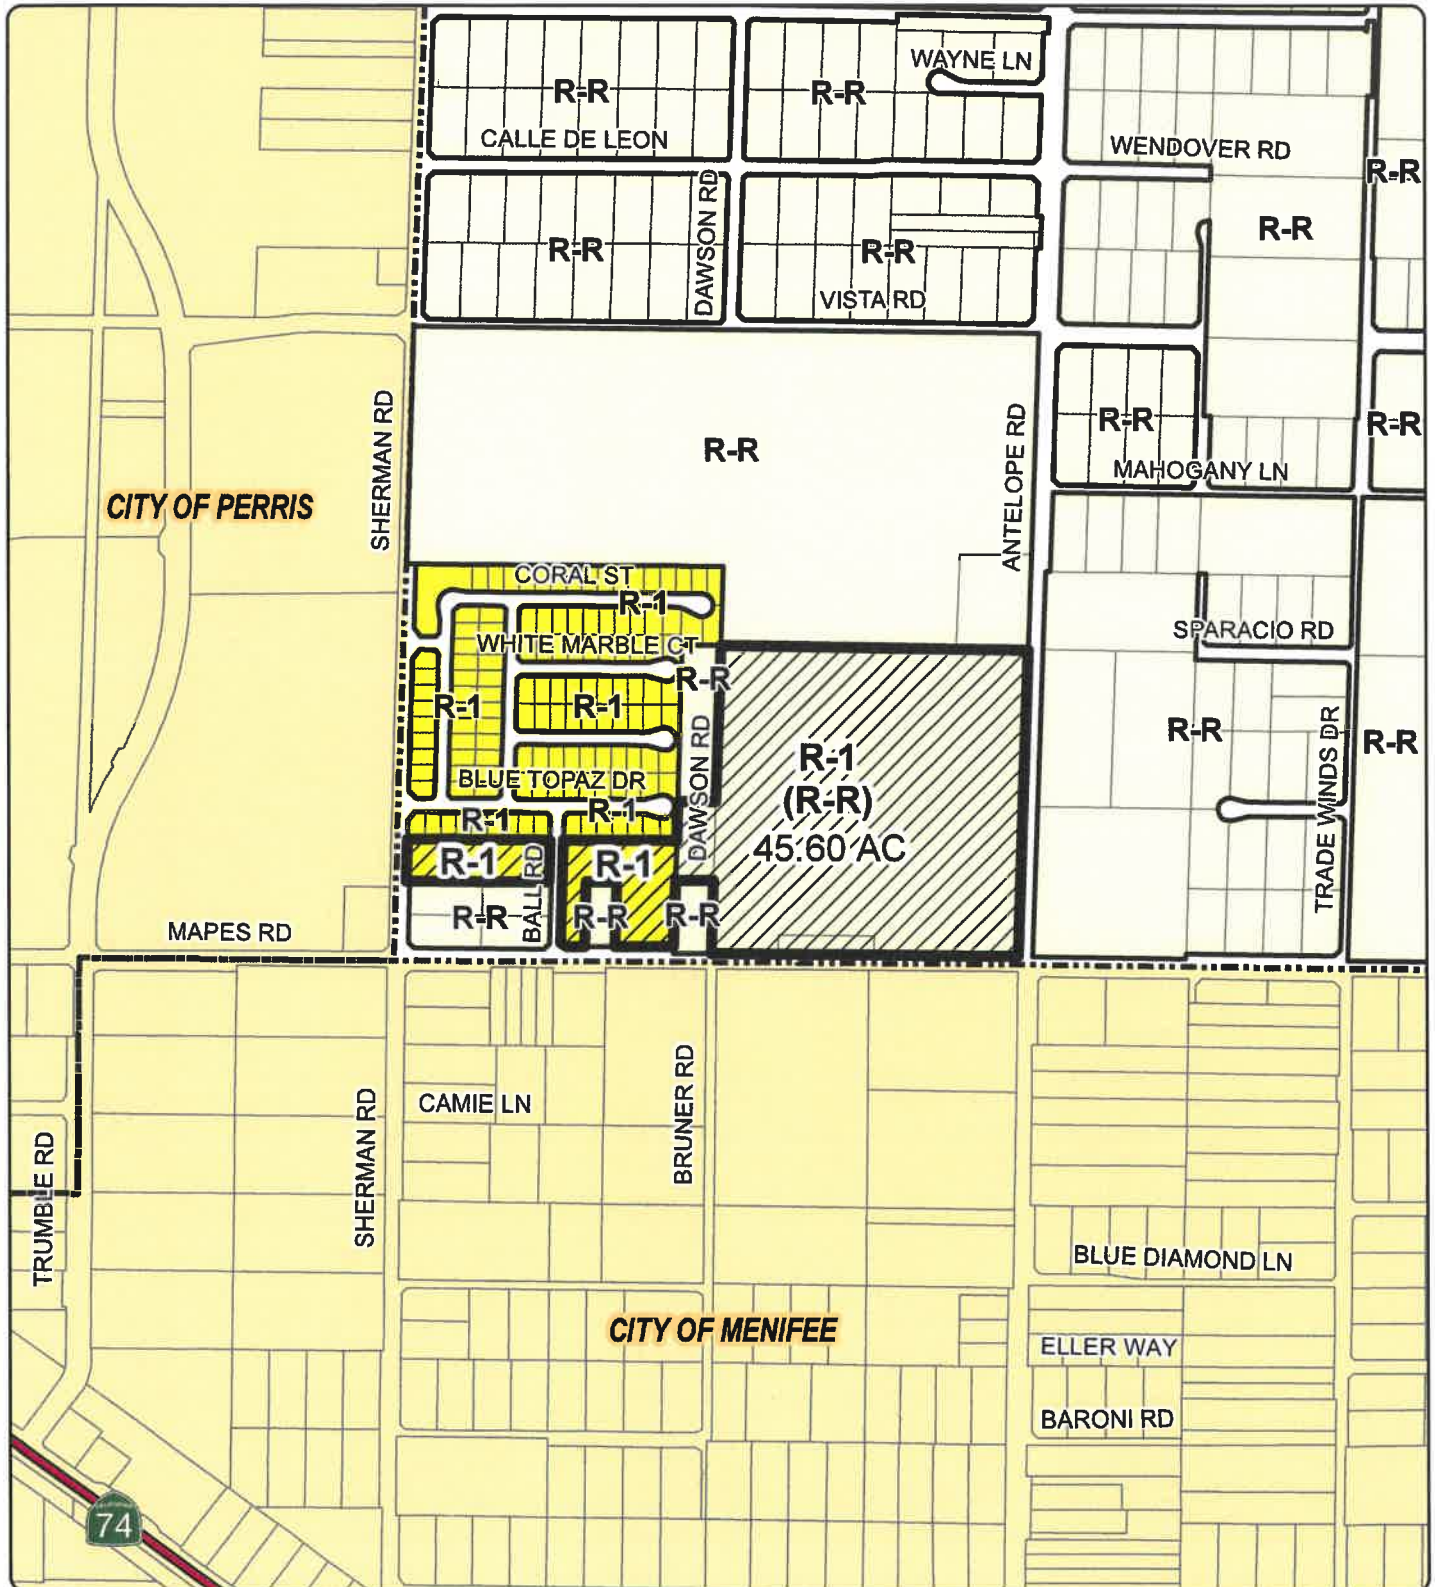 WAYNE LN
R-R
R-R
CALLE DE LEON
WENDOVER RD
R-R
DAWSON RD
R-R
R-R
R-R
VISTA RD
SHERMAN RD
R-R
ANTELOPE RD
R-R
R-R
MAHOGANY LN
CITY OF PERRIS
CORAL ST
R-1
WHITE MARBLE CT
SPARACIO RD
R-R
R-1
R-1
DAWSON RD
R-1
(R-R)
45.60 AC
R-R
TRADE WINDS DR
R-R
BLUE TOPAZ DR
R-1
R-1
R-1
BALL RD
R-1
R-R
R-R
R-R
MAPES RD
CAMIE LN
BRUNER RD
SHERMAN RD
TRUMBLE RD
BLUE DIAMOND LN
CITY OF MENIFEE
ELLER WAY
BARONI RD
74